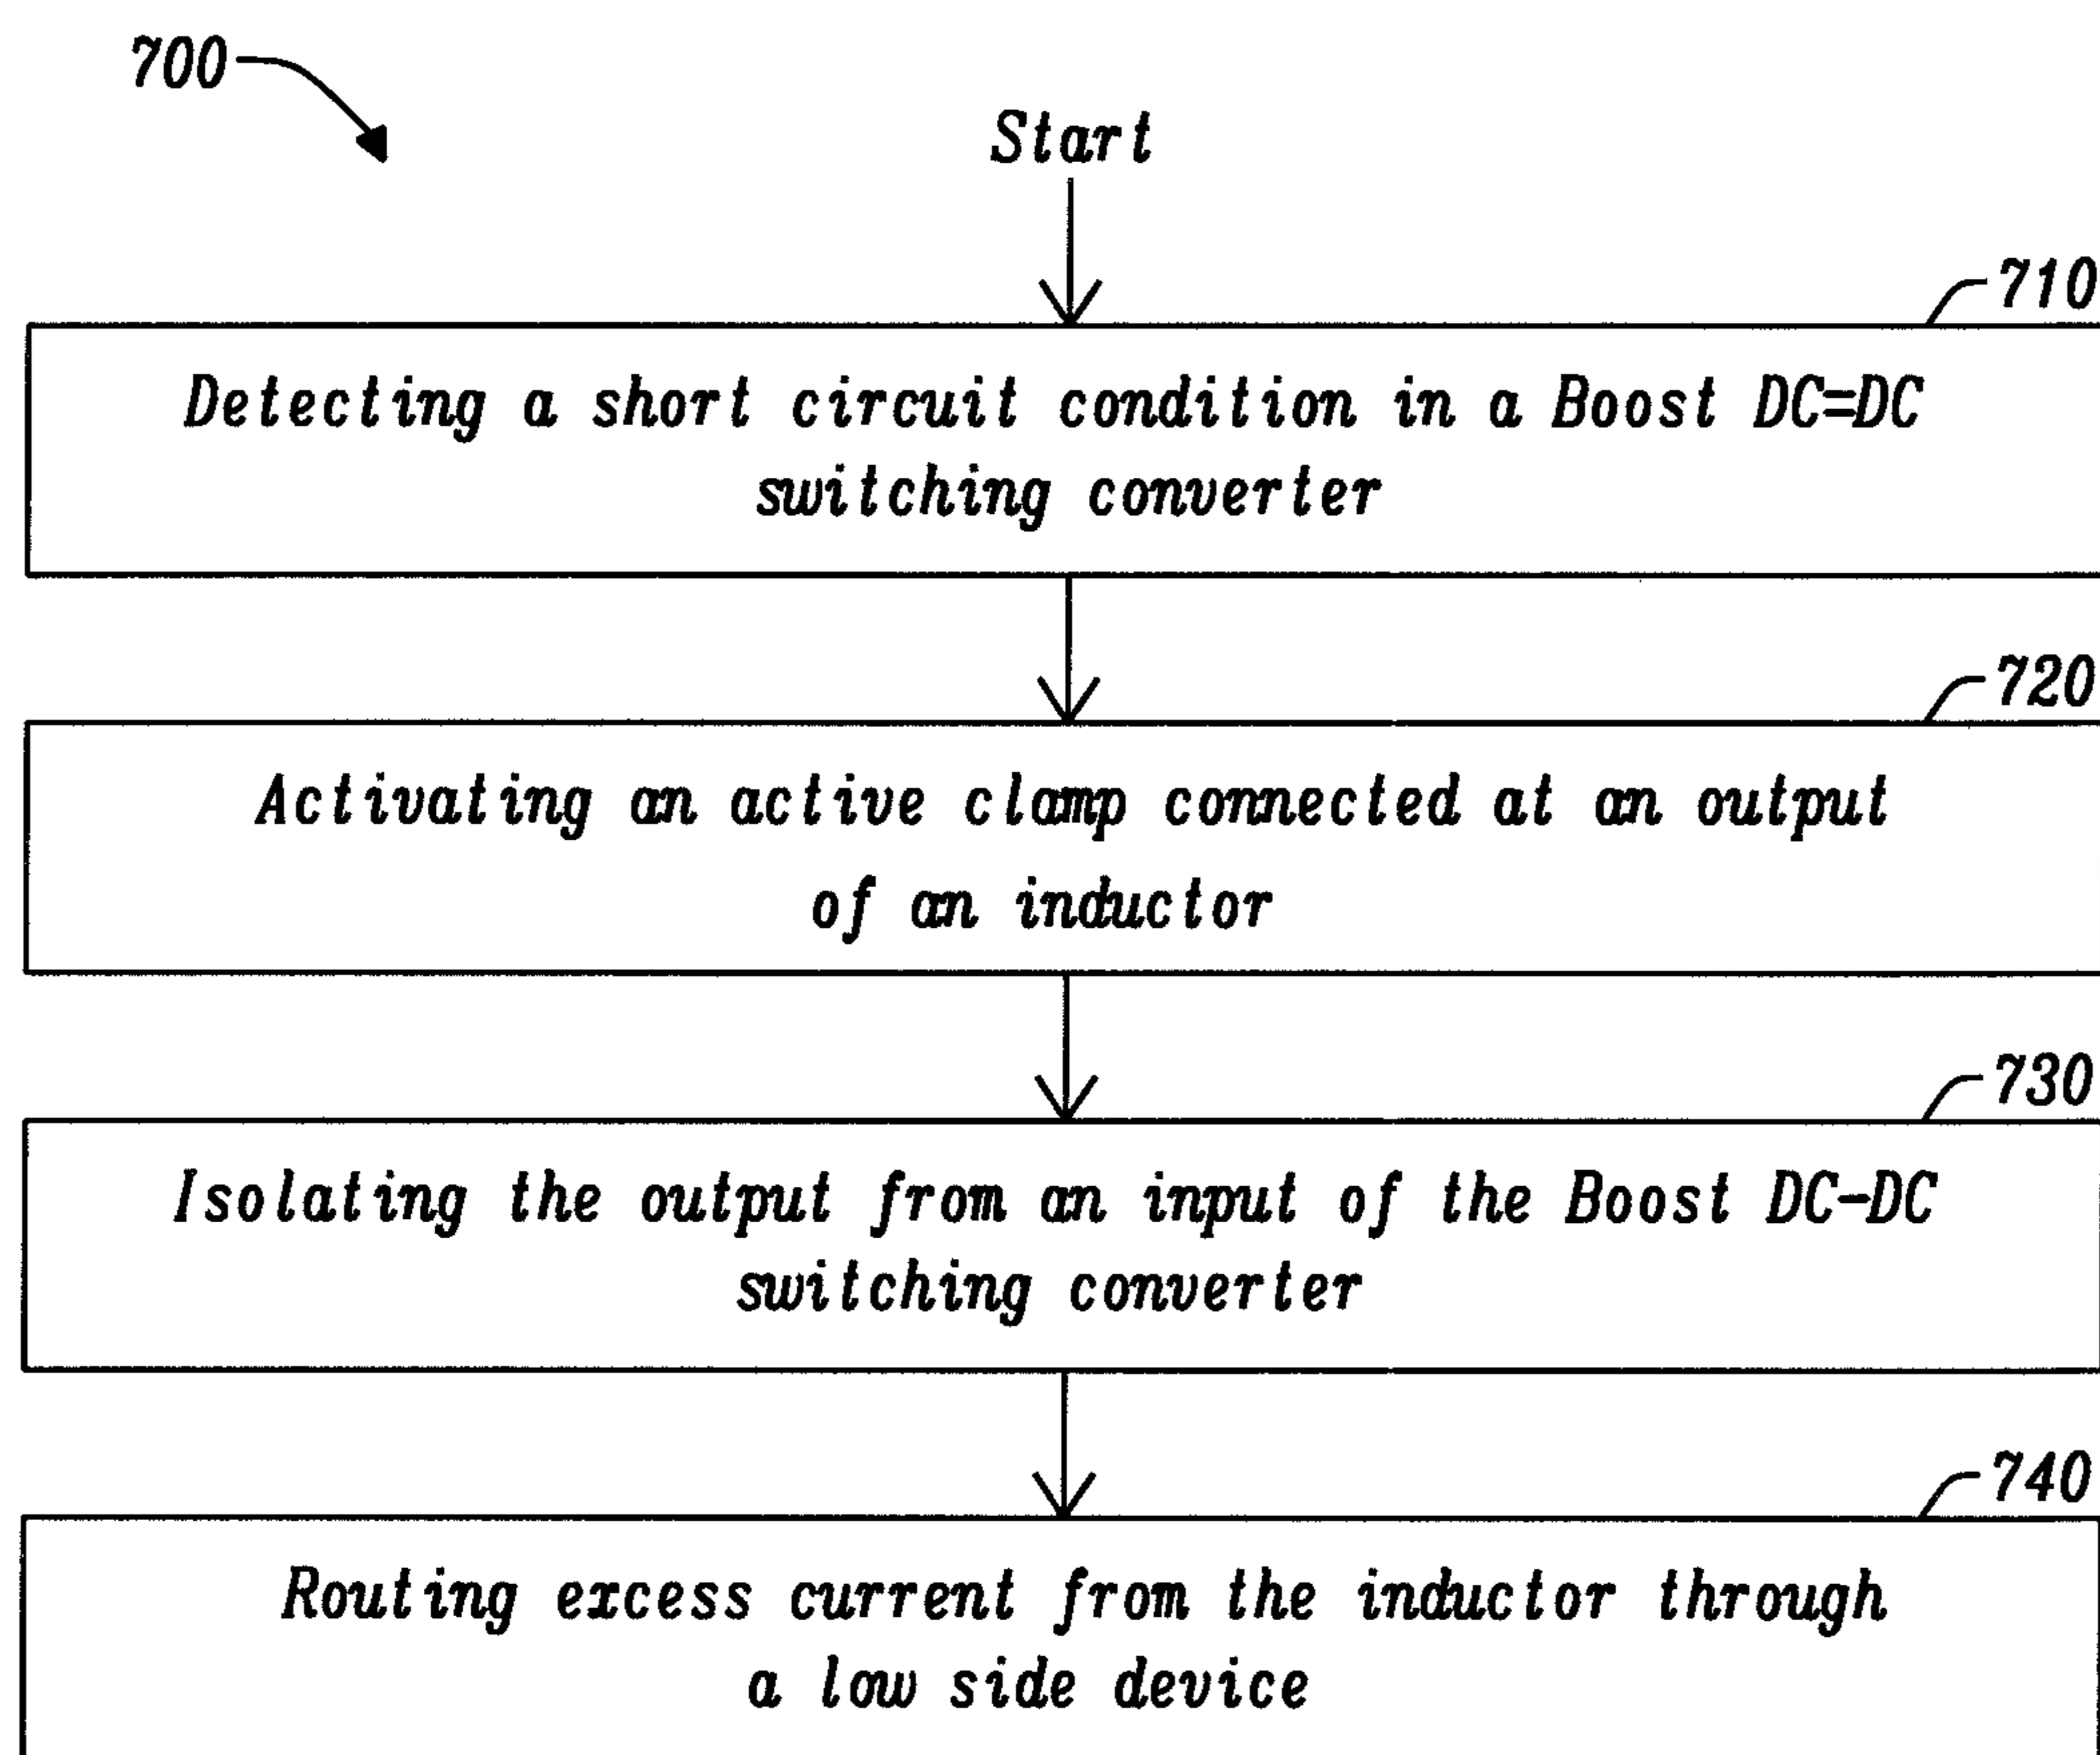 700
Start
710
Detecting a short circuit condition in a Boost DC=DC
switching converter
720
Activating an active clamp connected at an output
of an inductor
730
Isolating the output from an input of the Boost DC-DC
switching converter
740
Routing excess current from the inductor through
a low side device